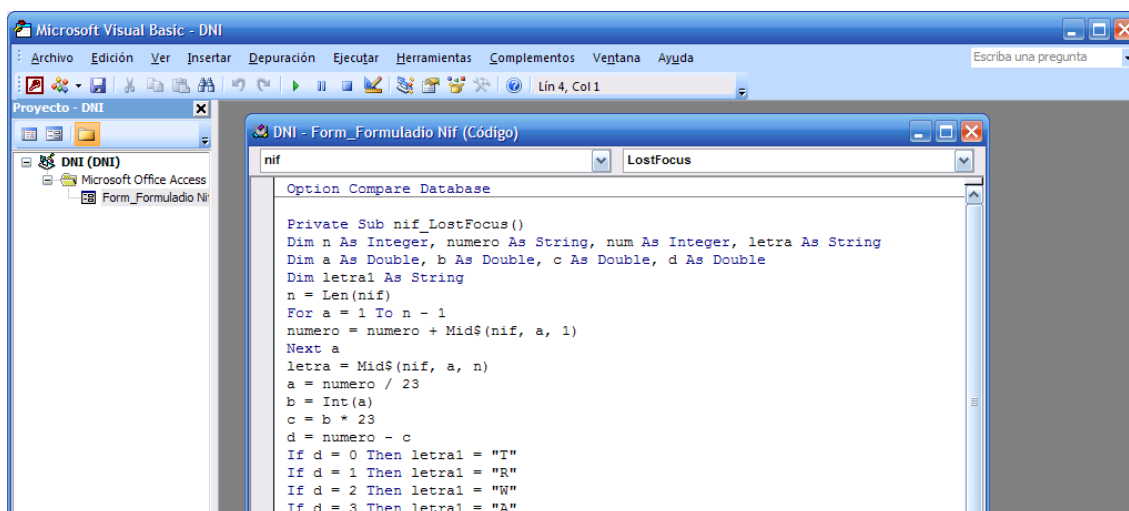 Microsoft Visual Basic - DNI
Archivo Edición Ver Insertar Depuración Ejecutar Herramientas Complementos Ventana Ayuda Escriba una pregunta
Lín 4, Col 1
Proyecto - DNI
DNI (DNI)
Microsoft Office Access
Form_Formuladio Ni
DNI - Form_Formuladio Nif (Código)
nif LostFocus
Option Compare Database
Private Sub nif_LostFocus()
Dim n As Integer, numero As String, num As Integer, letra As String
Dim a As Double, b As Double, c As Double, d As Double
Dim letra1 As String
n = Len(nif)
For a = 1 To n - 1
numero = numero + Mid$(nif, a, 1)
Next a
letra = Mid$(nif, a, n)
a = numero / 23
b = Int(a)
c = b * 23
d = numero - c
If d = 0 Then letra1 = "T"
If d = 1 Then letra1 = "R"
If d = 2 Then letra1 = "W"
If d = 3 Then letra1 = "A"